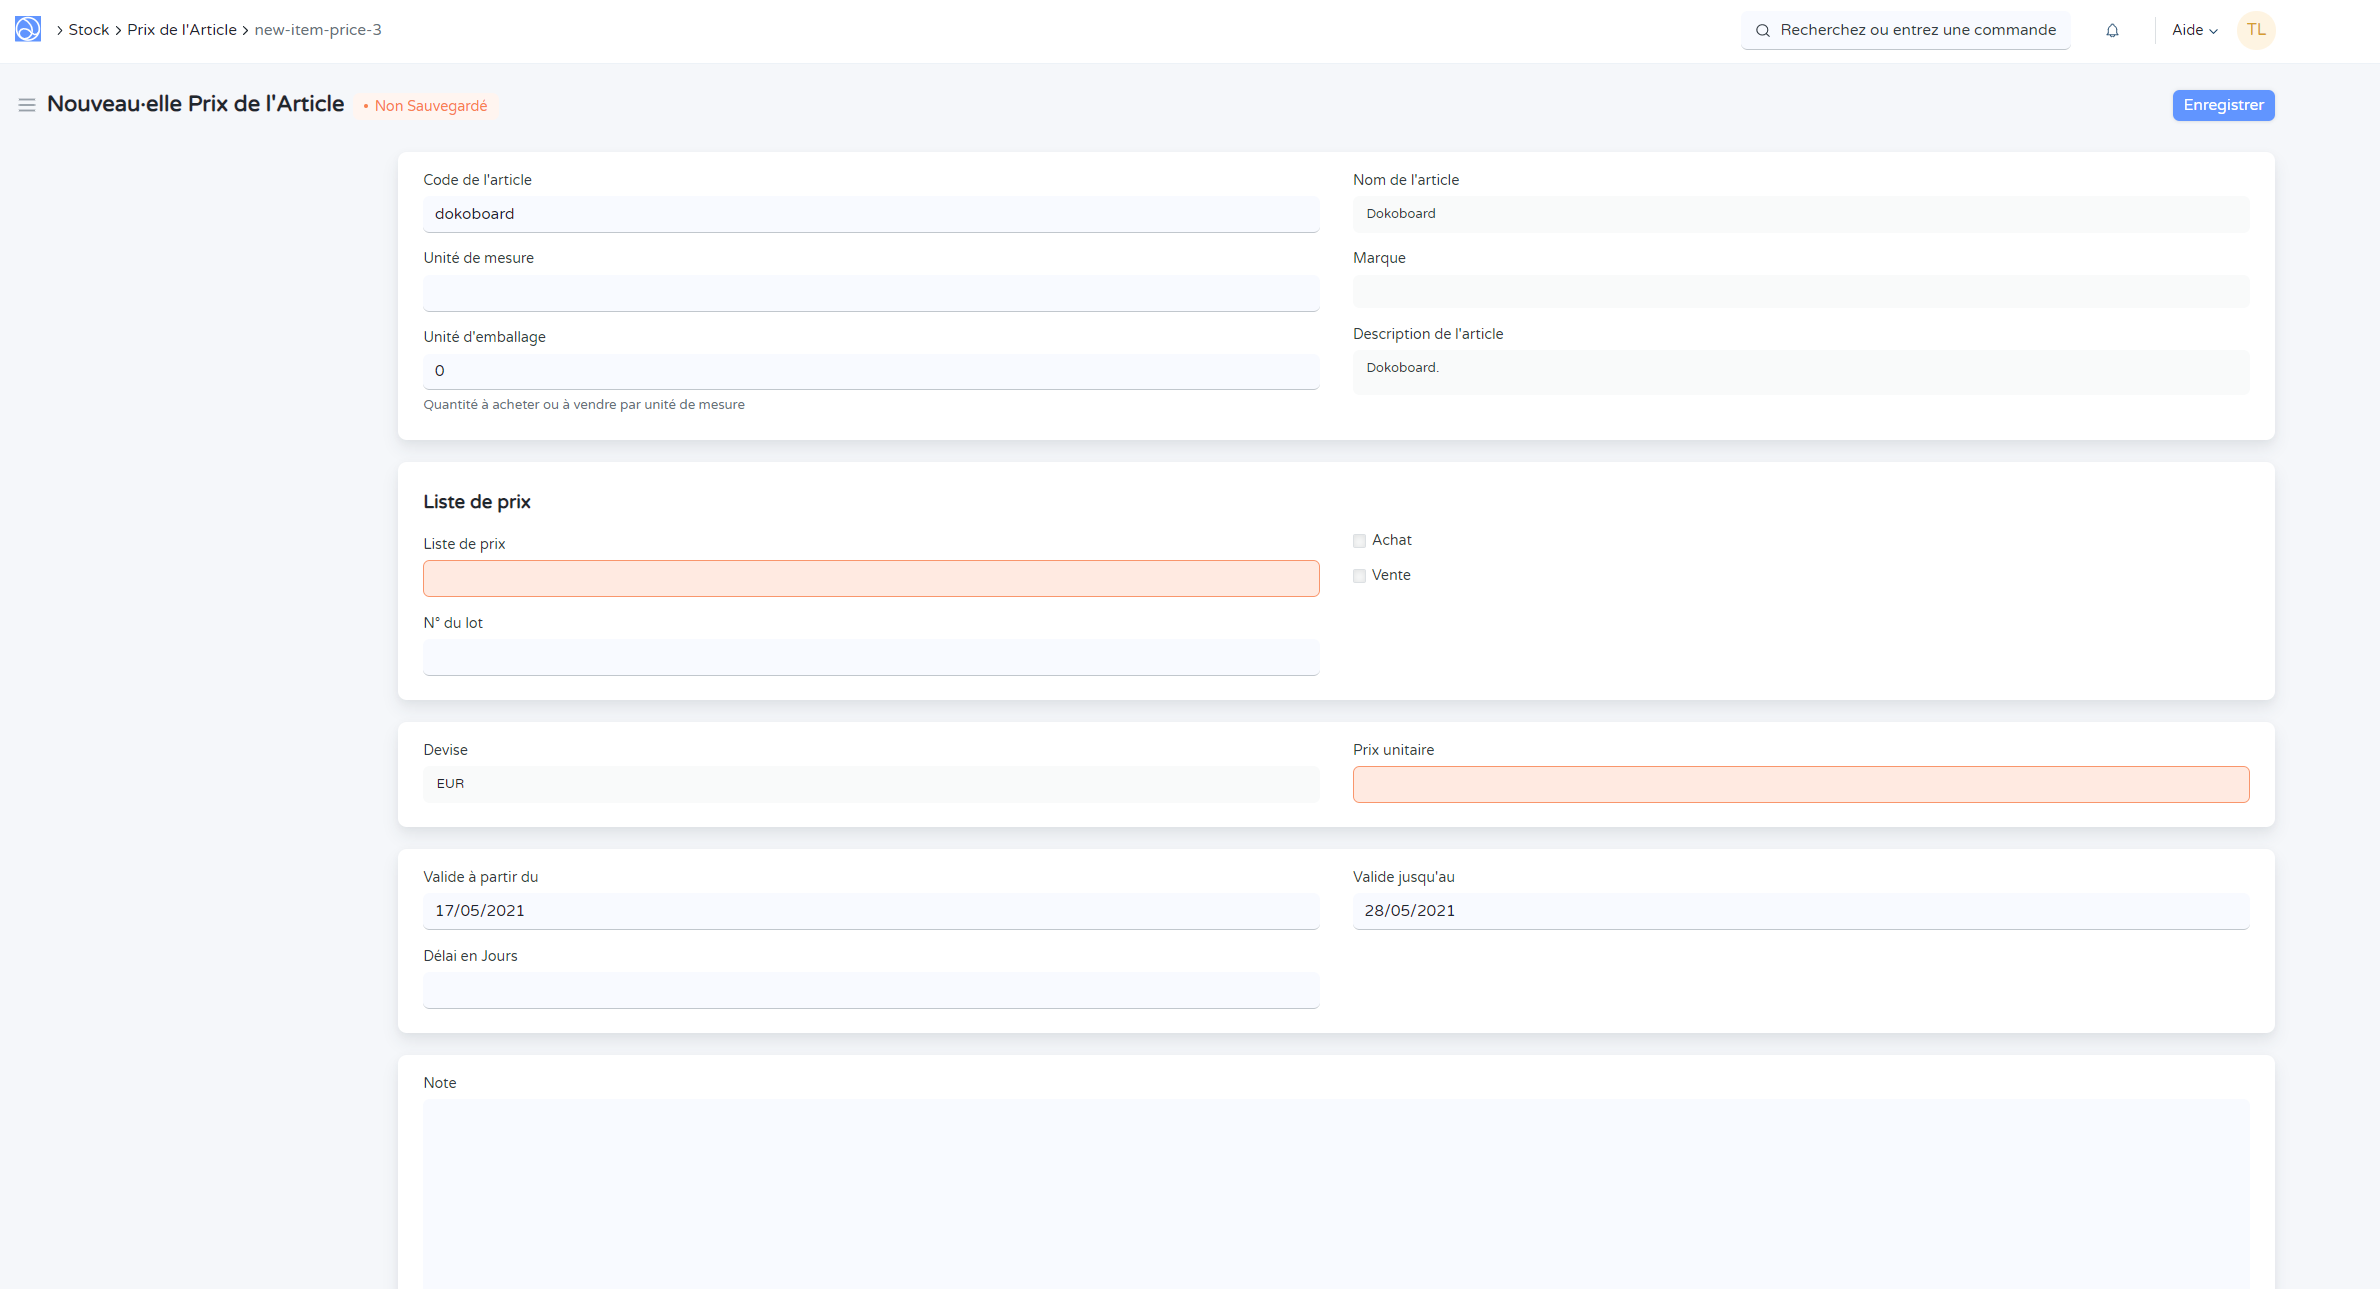 Stock Prix de l'Article new-item-price-3
Recherchez ou entrez une commande
Aide
TL
Nouveau·elle Prix de l'Article
• Non Sauvegardé
Enregistrer
Code de l'article
dokoboard
Nom de l'article
Dokoboard
Unité de mesure
Marque
Unité d'emballage
0
Quantité à acheter ou à vendre par unité de mesure
Description de l'article
Dokoboard.
Liste de prix
Liste de prix
Achat
Vente
N° du lot
Devise
EUR
Prix unitaire
Valide à partir du
17/05/2021
Valide jusqu'au
28/05/2021
Délai en Jours
Note